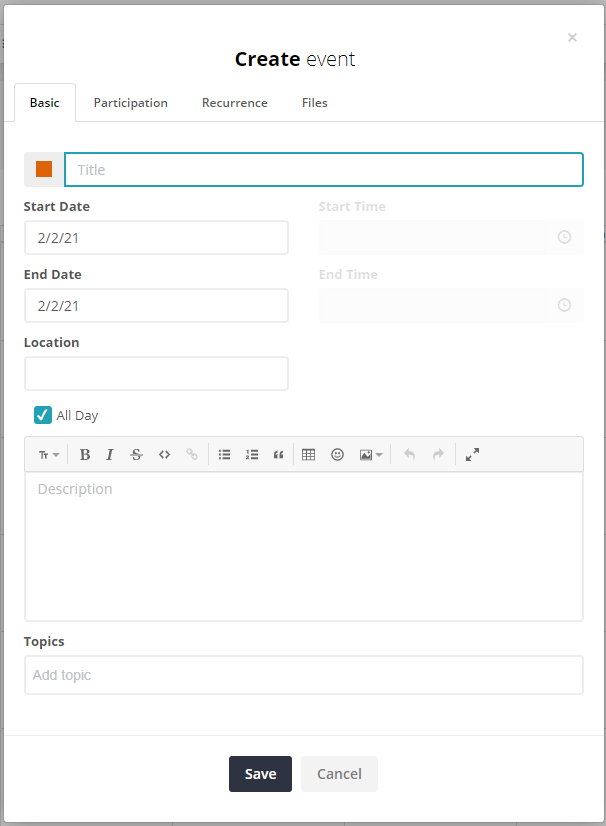 ×
Create event
Basic Participation Recurrence Files
Title
Start Date Start Time
2/2/21
End Date End Time
2/2/21
Location
All Day
Description
Topics
Add topic
Save Cancel